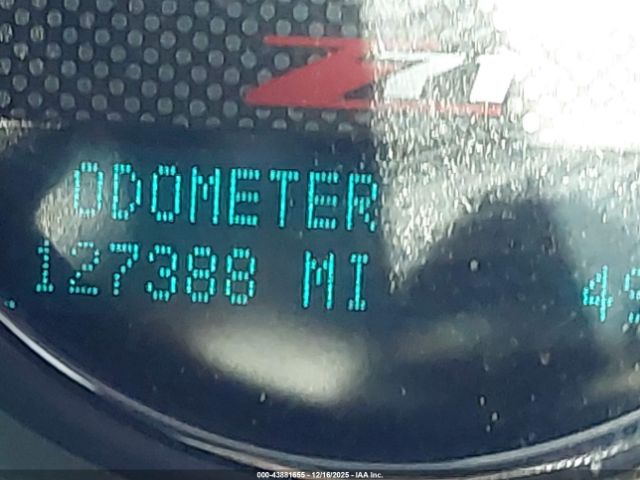 Z71
ODOMETER
127388 MI
000-43881655 - 12/16/2025 - IAA Inc.